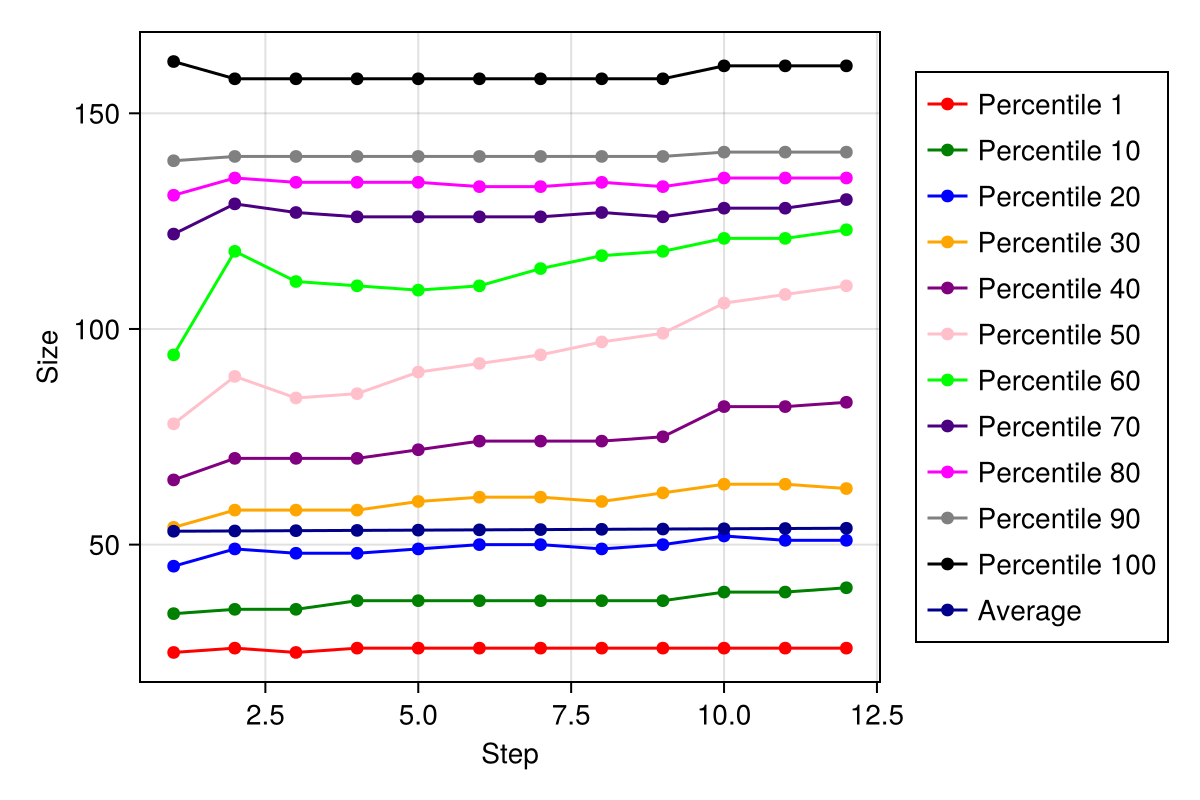 150
100
50
Size
2.5 5.0 7.5 10.0 12.5
Step
Percentile 1
Percentile 10
Percentile 20
Percentile 30
Percentile 40
Percentile 50
Percentile 60
Percentile 70
Percentile 80
Percentile 90
Percentile 100
Average